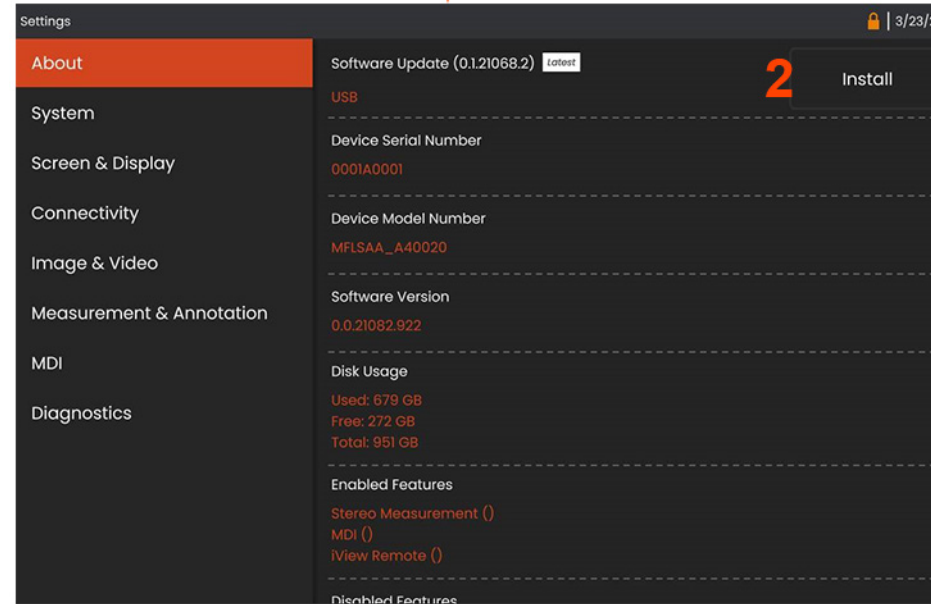 Settings
3/23/
About
System
Screen & Display
Connectivity
Image & Video
Measurement & Annotation
MDI
Diagnostics
Software Update (0.1.21068.2) Latest
USB
2 Install
Device Serial Number
0001A0001
Device Model Number
MFLSAA_A40020
Software Version
0.0.21082.922
Disk Usage
Used: 679 GB
Free: 272 GB
Total: 951 GB
Enabled Features
Stereo Measurement ()
MDI ()
iView Remote ()
Disabled Features